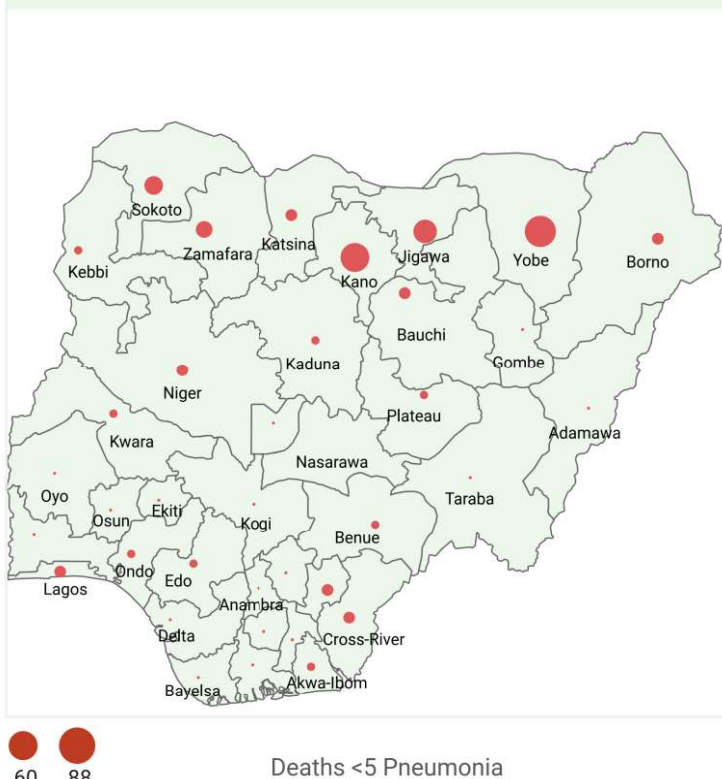 Sokoto
Zamafara
Katsina
Kano
Jigawa
Yobe
Borno
Kebbi
Bauchi
Gombe
Kaduna
Niger
Plateau
Adamawa
Kwara
Nasarawa
Taraba
Oyo
Osun
Ekiti
Kogi
Benue
Lagos
Ondo
Edo
Anambra
Delta
Cross-River
Bayelsa
Akwa-Ibom
60 88
Deaths <5 Pneumonia